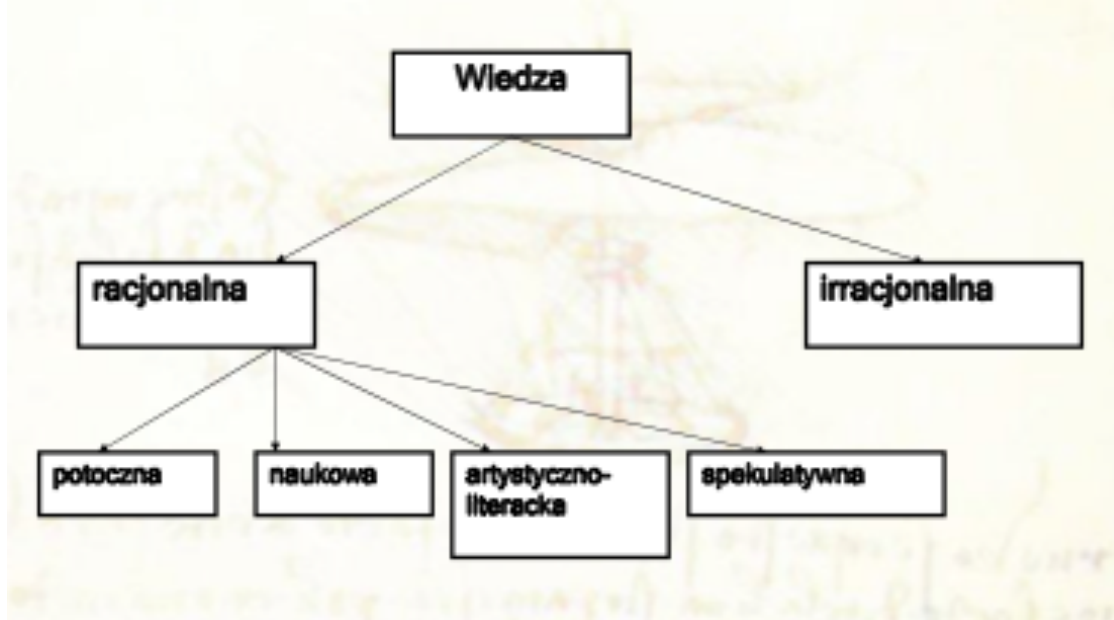 Wiedza
racjonalna
irracjonalna
potoczna
naukowa
artystyczno-
literacka
spekulatywna